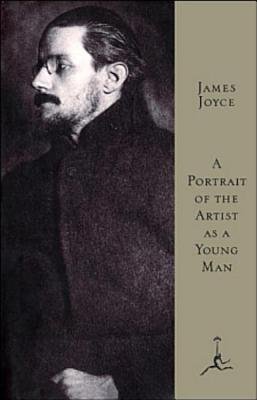 JAMES
JOYCE
A
PORTRAIT
OF THE
ARTIST
AS A
YOUNG
MAN